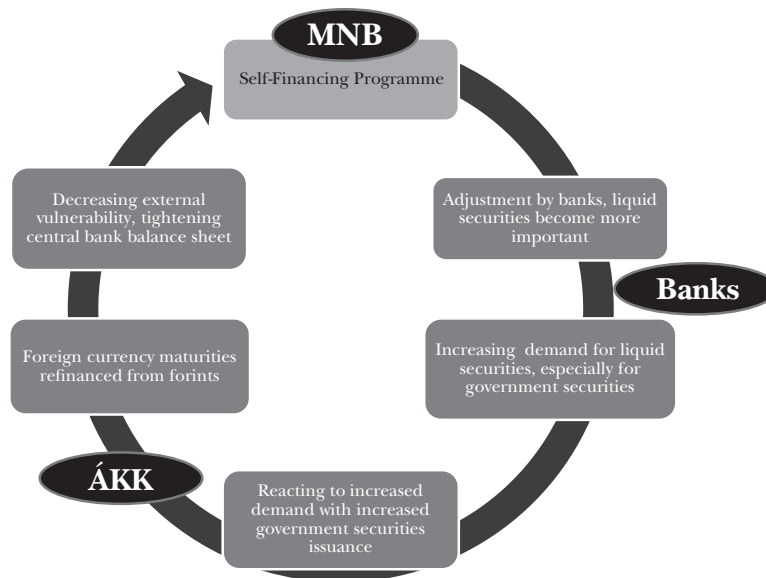 MNB
Self-Financing Programme
Adjustment by banks, liquid
securities become more
important
Banks
Increasing demand for liquid
securities, especially for
government securities
Reacting to increased
demand with increased
government securities
issuance
ÁKK
Foreign currency maturities
refinanced from forints
Decreasing external
vulnerability, tightening
central bank balance sheet